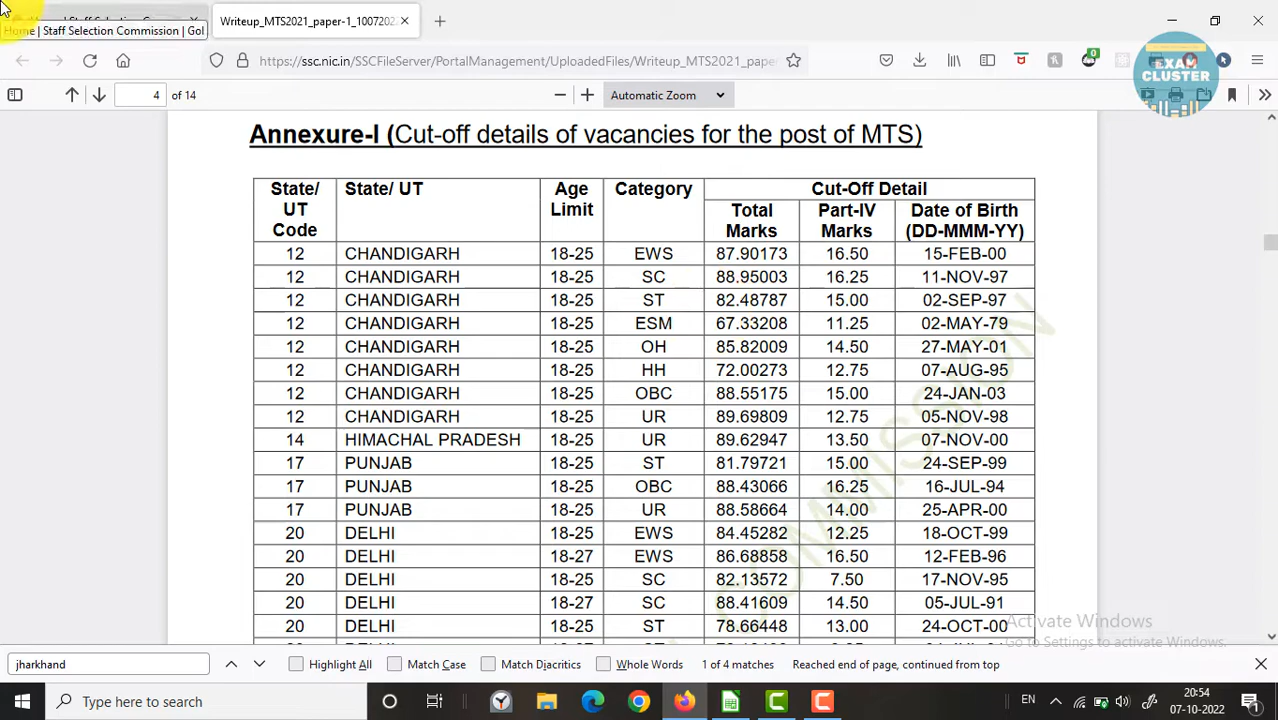 Writeup_MTS2021_paper-1_1007202
Home | Staff Selection Commission | Gol
https://ssc.nic.in/SSCFileServer/PortalManagement/UploadedFiles/Writeup_MTS2021_paper-1
EXAM
CLUSTER
4 of 14
Automatic Zoom
Annexure-I (Cut-off details of vacancies for the post of MTS)
State/ UT Code State/ UT Age Limit Category Cut-Off Detail
Total Marks Part-IV Marks Date of Birth (DD-MMM-YY)
12 CHANDIGARH 18-25 EWS 87.90173 16.50 15-FEB-00
12 CHANDIGARH 18-25 SC 88.95003 16.25 11-NOV-97
12 CHANDIGARH 18-25 ST 82.48787 15.00 02-SEP-97
12 CHANDIGARH 18-25 ESM 67.33208 11.25 02-MAY-79
12 CHANDIGARH 18-25 OH 85.82009 14.50 27-MAY-01
12 CHANDIGARH 18-25 HH 72.00273 12.75 07-AUG-95
12 CHANDIGARH 18-25 OBC 88.55175 15.00 24-JAN-03
12 CHANDIGARH 18-25 UR 89.69809 12.75 05-NOV-98
14 HIMACHAL PRADESH 18-25 UR 89.62947 13.50 07-NOV-00
17 PUNJAB 18-25 ST 81.79721 15.00 24-SEP-99
17 PUNJAB 18-25 OBC 88.43066 16.25 16-JUL-94
17 PUNJAB 18-25 UR 88.58664 14.00 25-APR-00
20 DELHI 18-25 EWS 84.45282 12.25 18-OCT-99
20 DELHI 18-27 EWS 86.68858 16.50 12-FEB-96
20 DELHI 18-25 SC 82.13572 7.50 17-NOV-95
20 DELHI 18-27 SC 88.41609 14.50 05-JUL-91
20 DELHI 18-25 ST 78.66448 13.00 24-OCT-00
COMMISSION
Activate Windows
Go to Settings to activate Windows.
jharkhand Highlight All Match Case Match Diacritics Whole Words 1 of 4 matches Reached end of page, continued from top
Type here to search
EN
20:54
07-10-2022
1